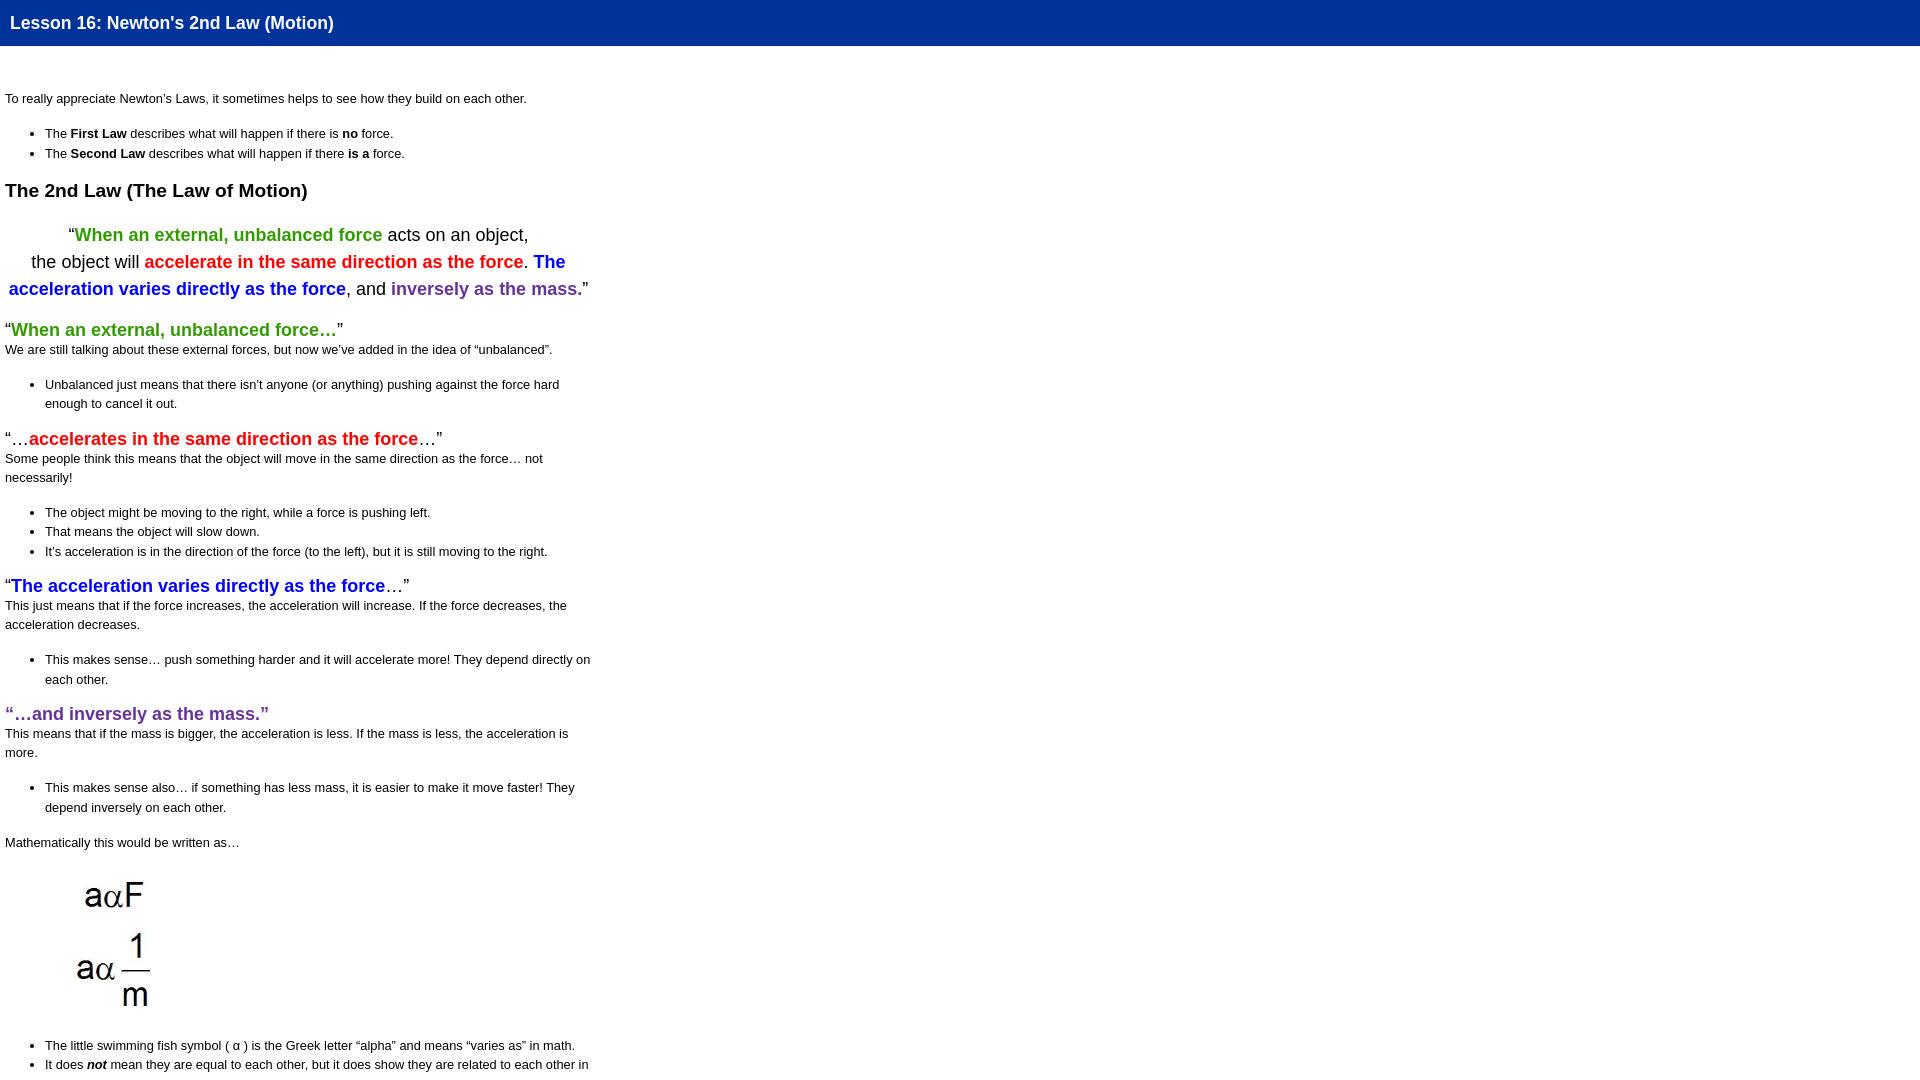 Lesson 16: Newton's 2nd Law (Motion)
To really appreciate Newton’s Laws, it sometimes helps to see how they build on each other.
• The First Law describes what will happen if there is no force.
• The Second Law describes what will happen if there is a force.
The 2nd Law (The Law of Motion)
“When an external, unbalanced force acts on an object,
the object will accelerate in the same direction as the force. The
acceleration varies directly as the force, and inversely as the mass.”
“When an external, unbalanced force…”
We are still talking about these external forces, but now we’ve added in the idea of “unbalanced”.
• Unbalanced just means that there isn’t anyone (or anything) pushing against the force hard
enough to cancel it out.
“…accelerates in the same direction as the force…”
Some people think this means that the object will move in the same direction as the force… not
necessarily!
• The object might be moving to the right, while a force is pushing left.
• That means the object will slow down.
• It’s acceleration is in the direction of the force (to the left), but it is still moving to the right.
“The acceleration varies directly as the force…”
This just means that if the force increases, the acceleration will increase. If the force decreases, the
acceleration decreases.
• This makes sense… push something harder and it will accelerate more! They depend directly on
each other.
“…and inversely as the mass.”
This means that if the mass is bigger, the acceleration is less. If the mass is less, the acceleration is
more.
• This makes sense also… if something has less mass, it is easier to make it move faster! They
depend inversely on each other.
Mathematically this would be written as…
aαF
aα 1/m
• The little swimming fish symbol ( α ) is the Greek letter “alpha” and means “varies as” in math.
• It does not mean they are equal to each other, but it does show they are related to each other in